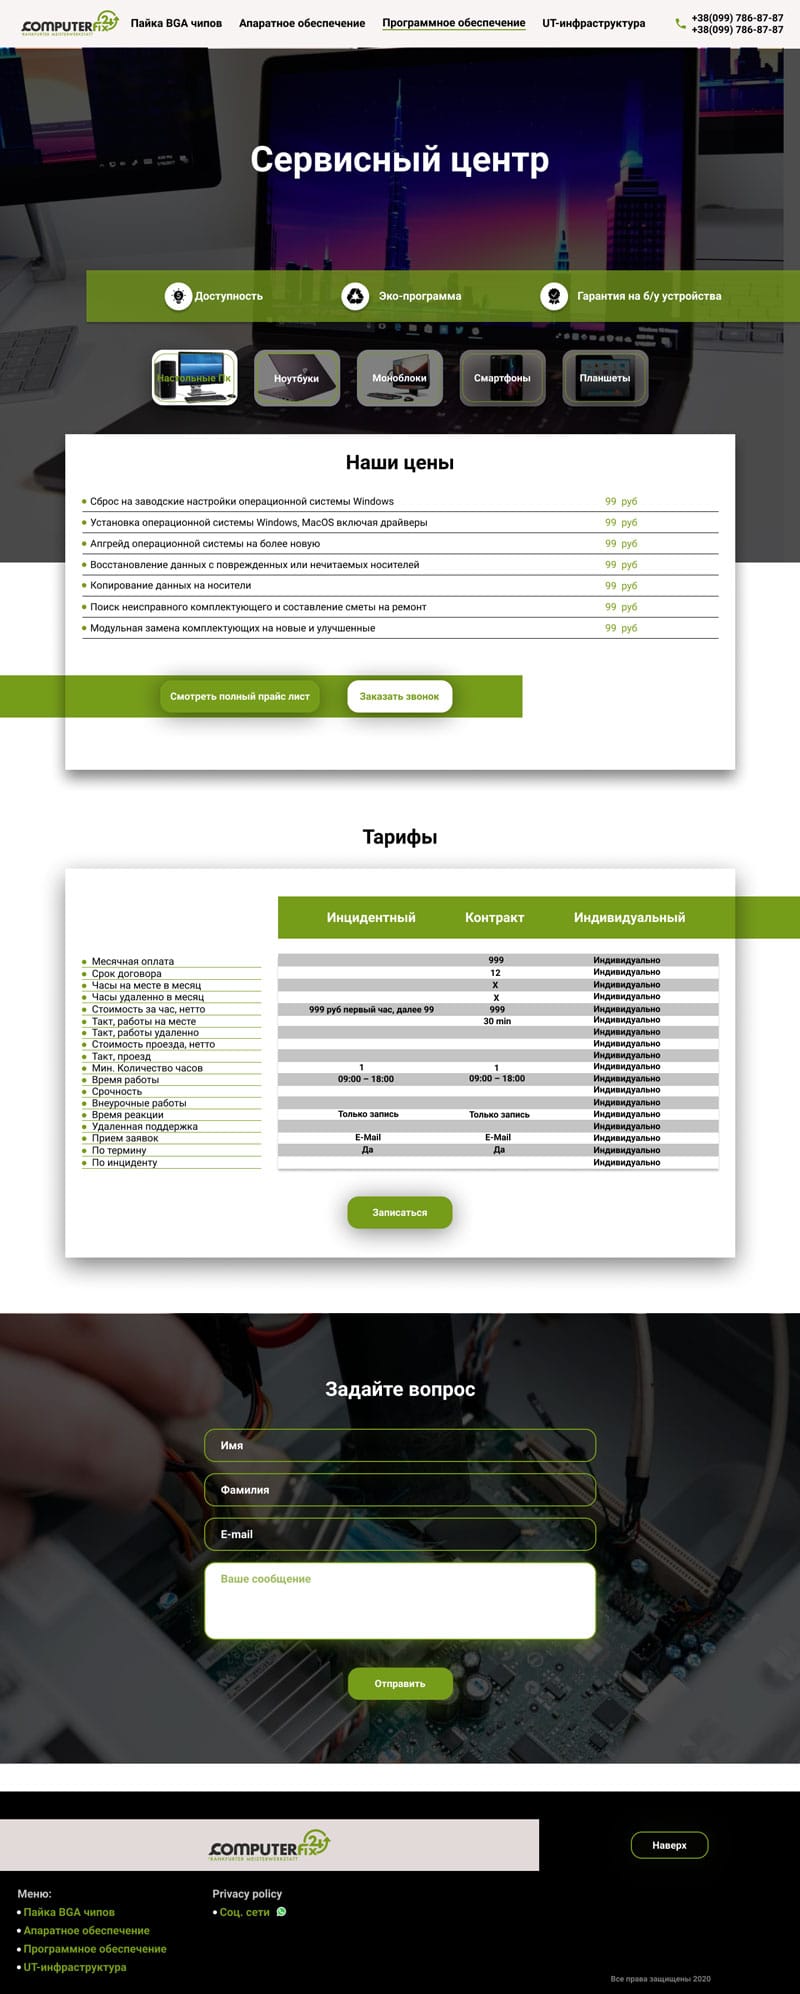 COMPUTERfix 24
FRANKFURTER MEISTERWERKSTATT
Пайка BGA чипов Апаратное обеспечение Программное обеспечение UT-инфраструктура
+38(099) 786-87-87
+38(099) 786-87-87
Сервисный центр
Доступность Эко-программа Гарантия на б/у устройства
Настольные Пк Ноутбуки Моноблоки Смартфоны Планшеты
Наши цены
Сброс на заводские настройки операционной системы Windows 99 руб
Установка операционной системы Windows, MacOS включая драйверы 99 руб
Апгрейд операционной системы на более новую 99 руб
Восстановление данных с поврежденных или нечитаемых носителей 99 руб
Копирование данных на носители 99 руб
Поиск неисправного комплектующего и составление сметы на ремонт 99 руб
Модульная замена комплектующих на новые и улучшенные 99 руб
Смотреть полный прайс лист Заказать звонок
Тарифы
Инцидентный Контракт Индивидуальный
Месячная оплата 999 Индивидуально
Срок договора 12 Индивидуально
Часы на месте в месяц X Индивидуально
Часы удаленно в месяц X Индивидуально
Стоимость за час, нетто 999 руб первый час, далее 99 999 Индивидуально
Такт, работы на месте 30 min Индивидуально
Такт, работы удаленно Индивидуально
Стоимость проезда, нетто Индивидуально
Такт, проезд Индивидуально
Мин. Количество часов 1 1 Индивидуально
Время работы 09:00 – 18:00 09:00 – 18:00 Индивидуально
Срочность Индивидуально
Внеурочные работы Индивидуально
Время реакции Только запись Только запись Индивидуально
Удаленная поддержка Индивидуально
Прием заявок E-Mail E-Mail Индивидуально
По термину Да Да Индивидуально
По инциденту Индивидуально
Записаться
Задайте вопрос
Имя
Фамилия
E-mail
Ваше сообщение
Отправить
COMPUTERfix 24
FRANKFURTER MEISTERWERKSTATT
Наверх
Меню: Privacy policy
Пайка BGA чипов Соц. сети
Апаратное обеспечение
Программное обеспечение
UT-инфраструктура
Все права защищены 2020